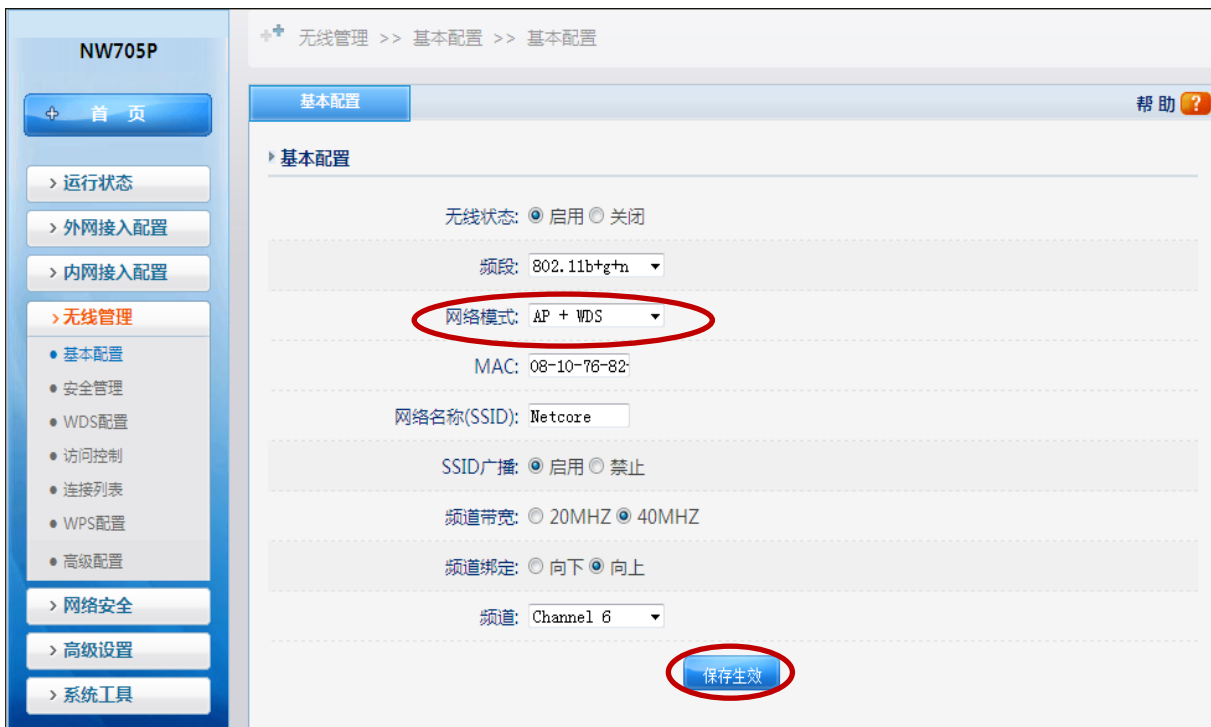 NW705P
首 页
运行状态
外网接入配置
内网接入配置
无线管理
基本配置
安全管理
WDS配置
访问控制
连接列表
WPS配置
高级配置
网络安全
高级设置
系统工具
无线管理 >> 基本配置 >> 基本配置
基本配置
帮助 ?
基本配置
无线状态: 启用 关闭
频段: 802.11b+g+n
网络模式: AP + WDS
MAC: 08-10-76-82-
网络名称(SSID): Netcore
SSID广播: 启用 禁止
频道带宽: 20MHZ 40MHZ
频道绑定: 向下 向上
频道: Channel 6
保存生效